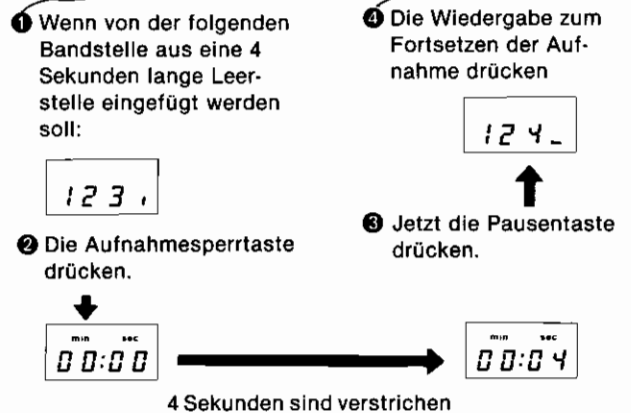 ❶ Wenn von der folgenden
Bandstelle aus eine 4
Sekunden lange Leer-
stelle eingefügt werden
soll:
123
❷ Die Aufnahmesperrtaste
drücken.
min sec
00:00
4 Sekunden sind verstrichen
min sec
00:04
❸ Jetzt die Pausentaste
drücken.
❹ Die Wiedergabe zum
Fortsetzen der Auf-
nahme drücken
124